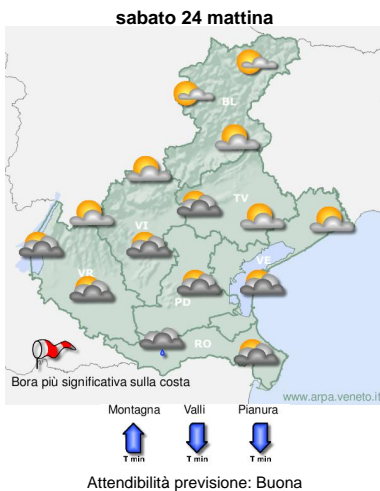 sabato 24 mattina
BL
TV
VI
VE
VR
PD
RO
Bora più significativa sulla costa
www.arpa.veneto.it
Montagna Valli Pianura
T min T min T min
Attendibilità previsione: Buona